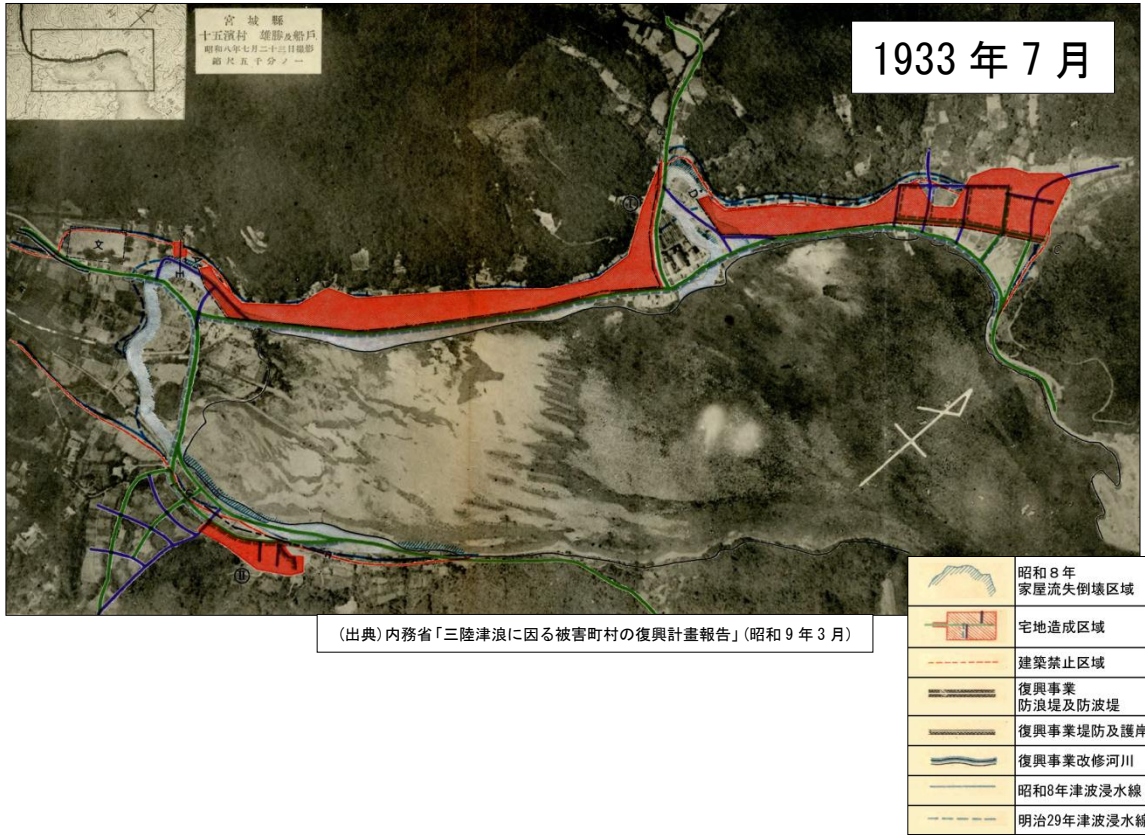 宮城縣
十五濱村 雄勝及船戸
昭和八年七月二十三日撮影
縮尺五千分ノ一
1933 年 7 月
文
(出典)内務省「三陸津浪に因る被害町村の復興計畫報告」(昭和 9 年 3 月)
昭和8年
家屋流失倒壊区域
宅地造成区域
建築禁止区域
復興事業
防浪堤及防波堤
復興事業堤防及護岸
復興事業改修河川
昭和8年津波浸水線
明治29年津波浸水線